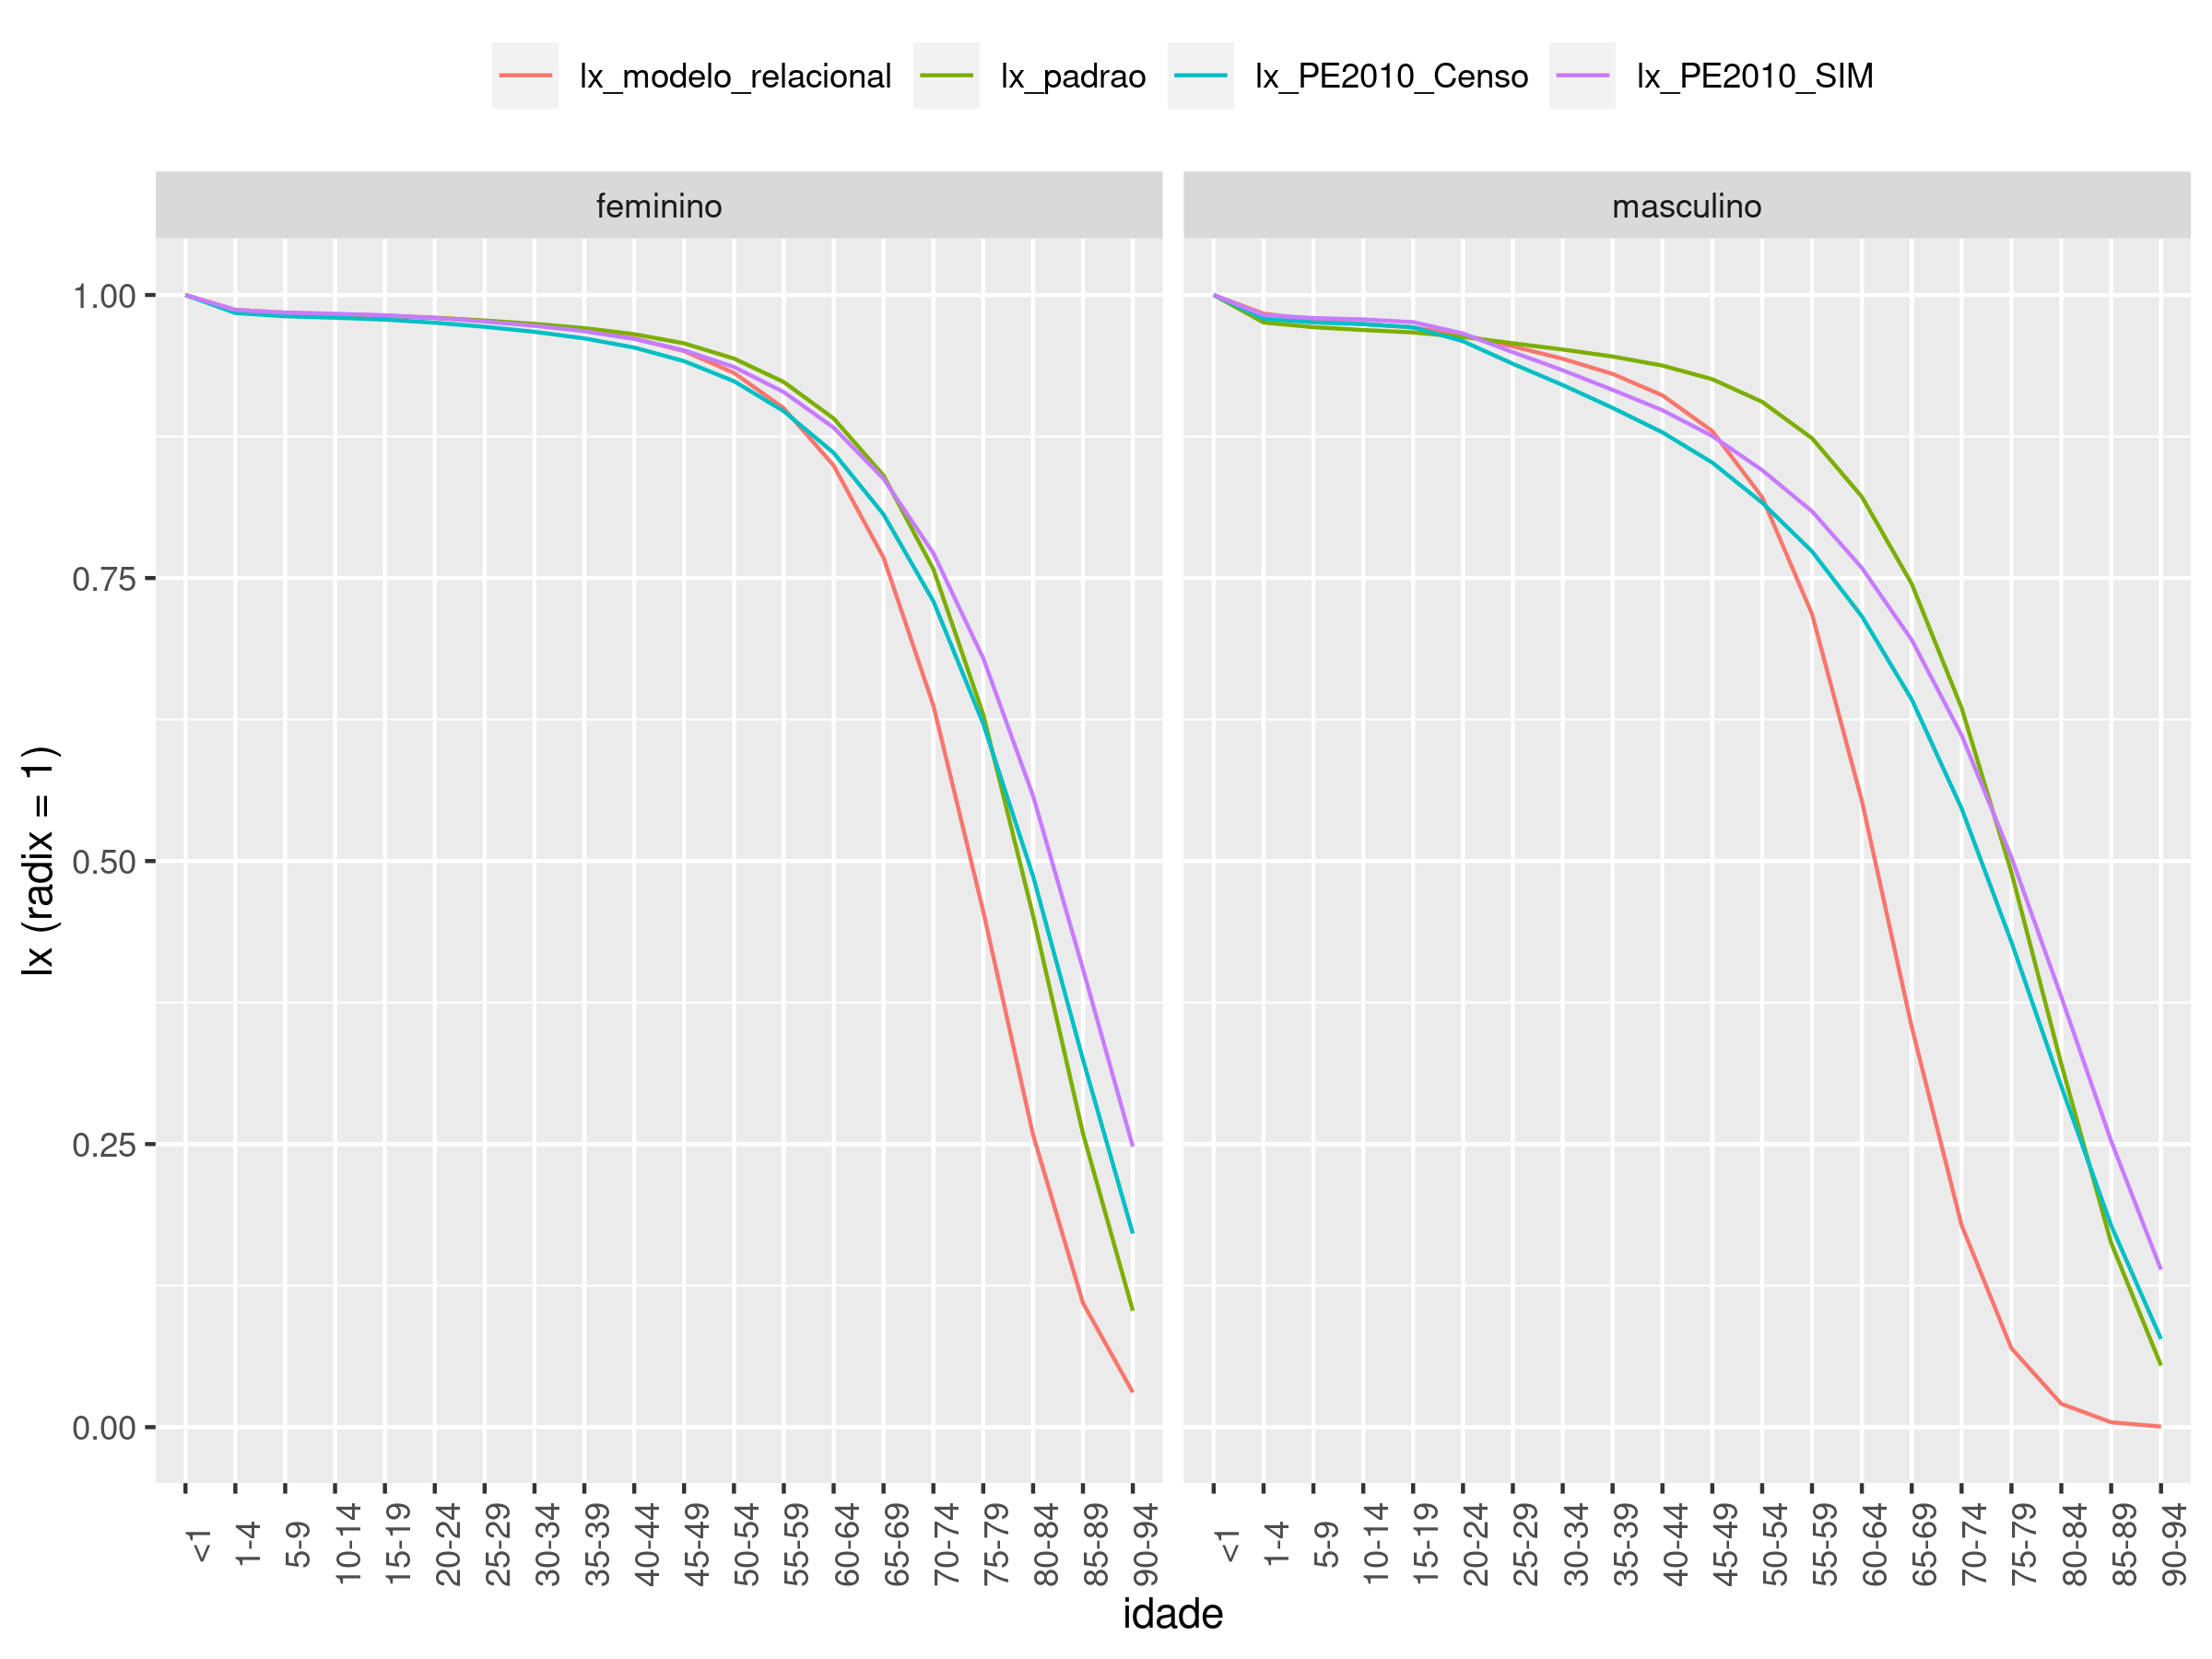 lx_modelo_relacional lx_padrao lx_PE2010_Censo lx_PE2010_SIM
feminino masculino
1.00
0.75
0.50
0.25
0.00
lx (radix = 1)
<1 1-4 5-9 10-14 15-19 20-24 25-29 30-34 35-39 40-44 45-49 50-54 55-59 60-64 65-69 70-74 75-79 80-84 85-89 90-94
<1 1-4 5-9 10-14 15-19 20-24 25-29 30-34 35-39 40-44 45-49 50-54 55-59 60-64 65-69 70-74 75-79 80-84 85-89 90-94
idade